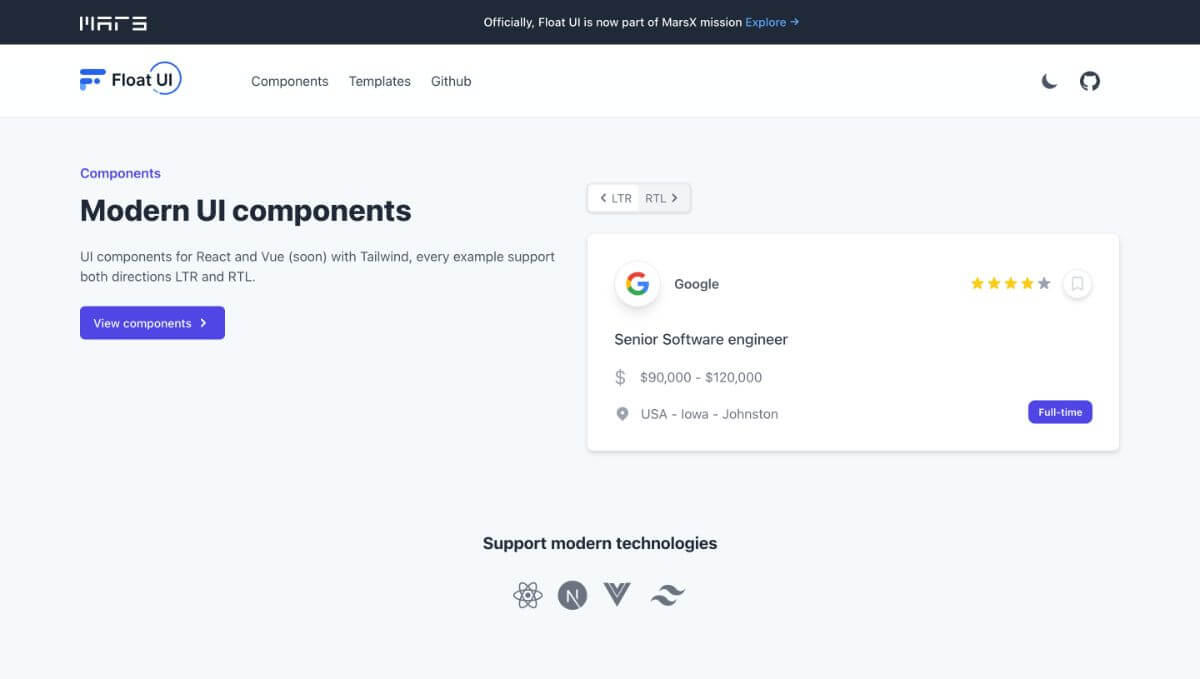 MARS
Officially, Float UI is now part of MarsX mission Explore →
Float UI
Components Templates Github
Components
Modern UI components
UI components for React and Vue (soon) with Tailwind, every example support
both directions LTR and RTL.
View components
LTR RTL
Google
Senior Software engineer
$ $90,000 - $120,000
USA - Iowa - Johnston
Full-time
Support modern technologies
N